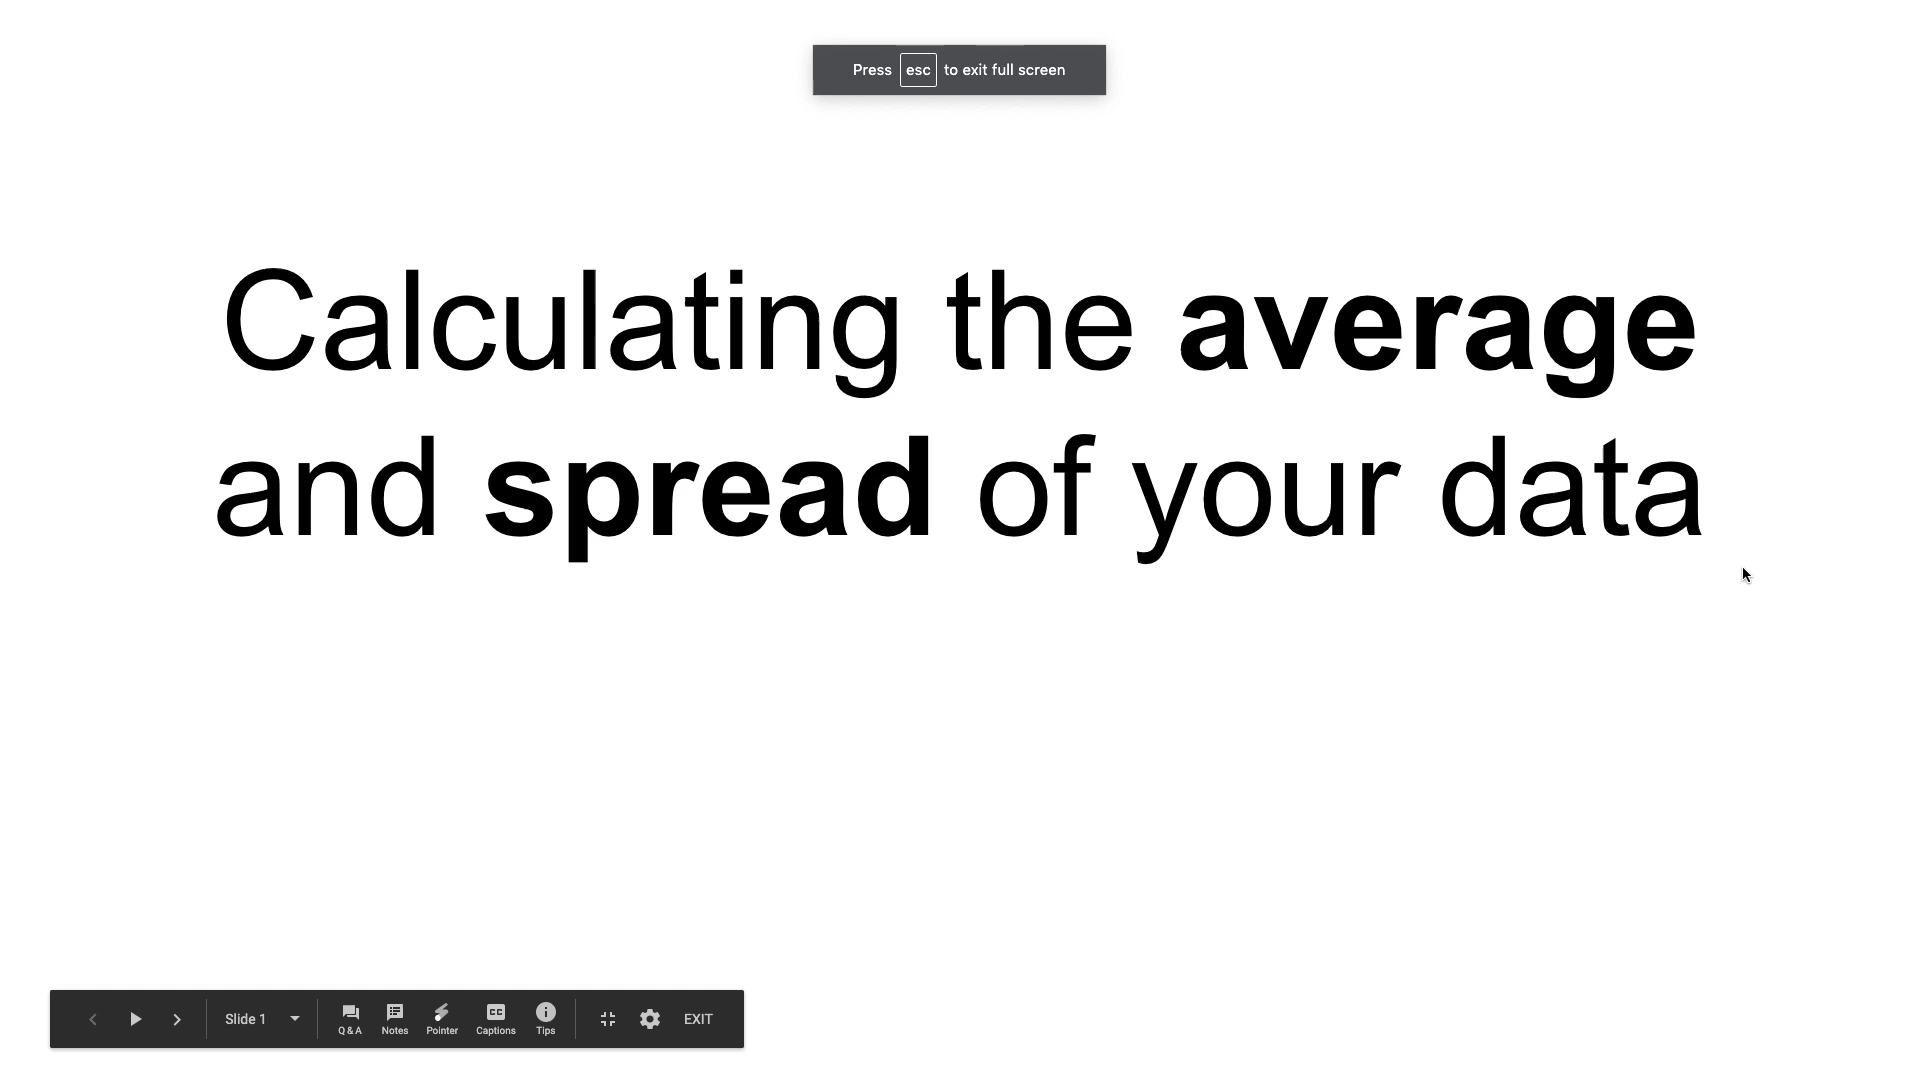 Press esc to exit full screen
Calculating the average
and spread of your data
Slide 1 Q & A Notes Pointer CC Captions Tips EXIT